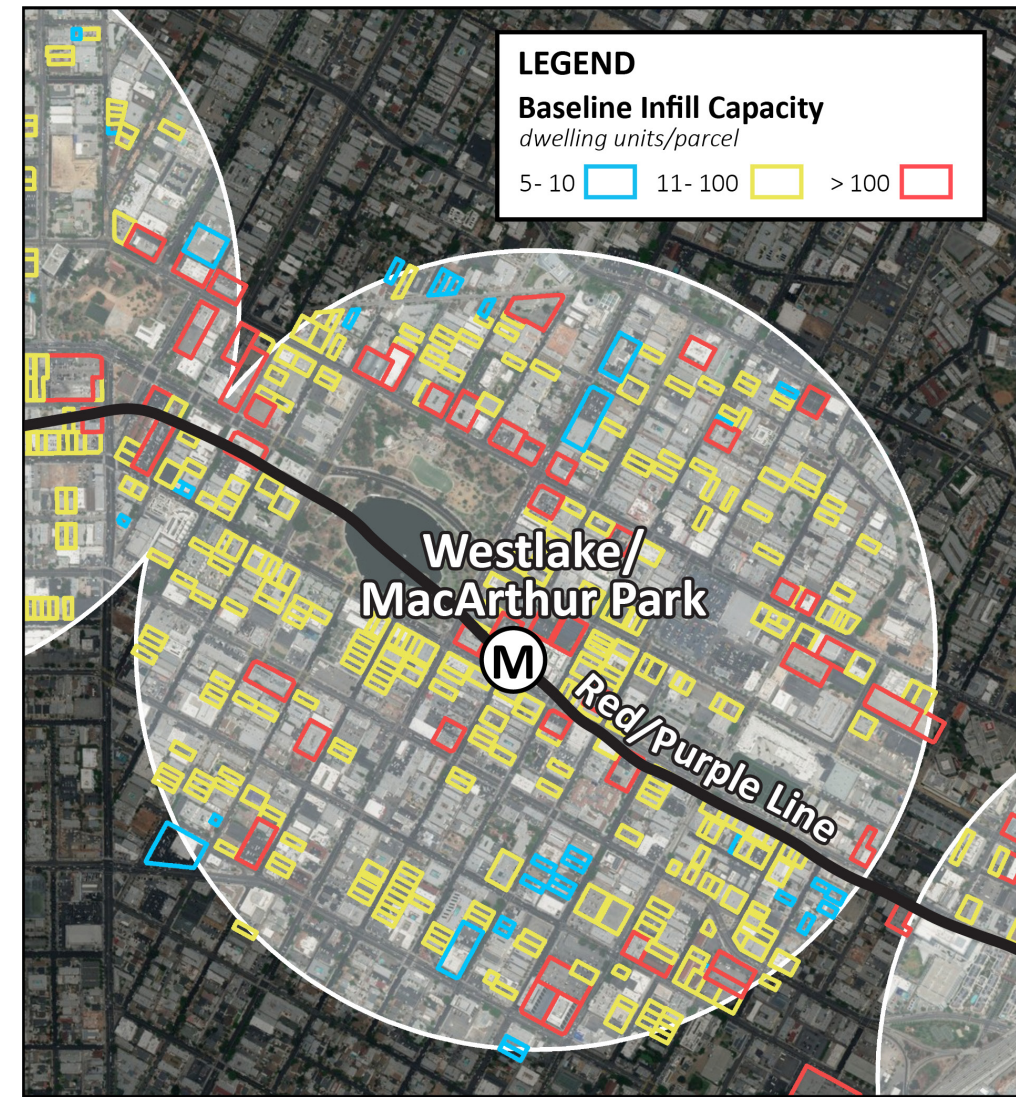 LEGEND
Baseline Infill Capacity
dwelling units/parcel
5- 10 11- 100 > 100
Westlake/
MacArthur Park
M
Red/Purple Line